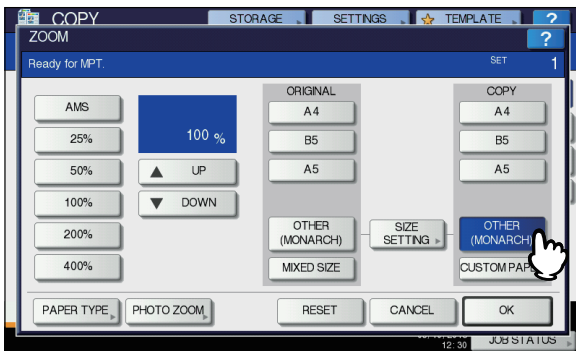 COPY STORAGE SETTINGS TEMPLATE ?
ZOOM ?
Ready for MPT. SET 1
ORIGINAL COPY
AMS A4 A4
25% 100 % B5 B5
50% ▲ UP A5 A5
100% ▼ DOWN
200% OTHER (MONARCH) SIZE SETTING OTHER (MONARCH)
400% MIXED SIZE
PAPER TYPE PHOTO ZOOM RESET CANCEL OK
12:30 JOB STATUS